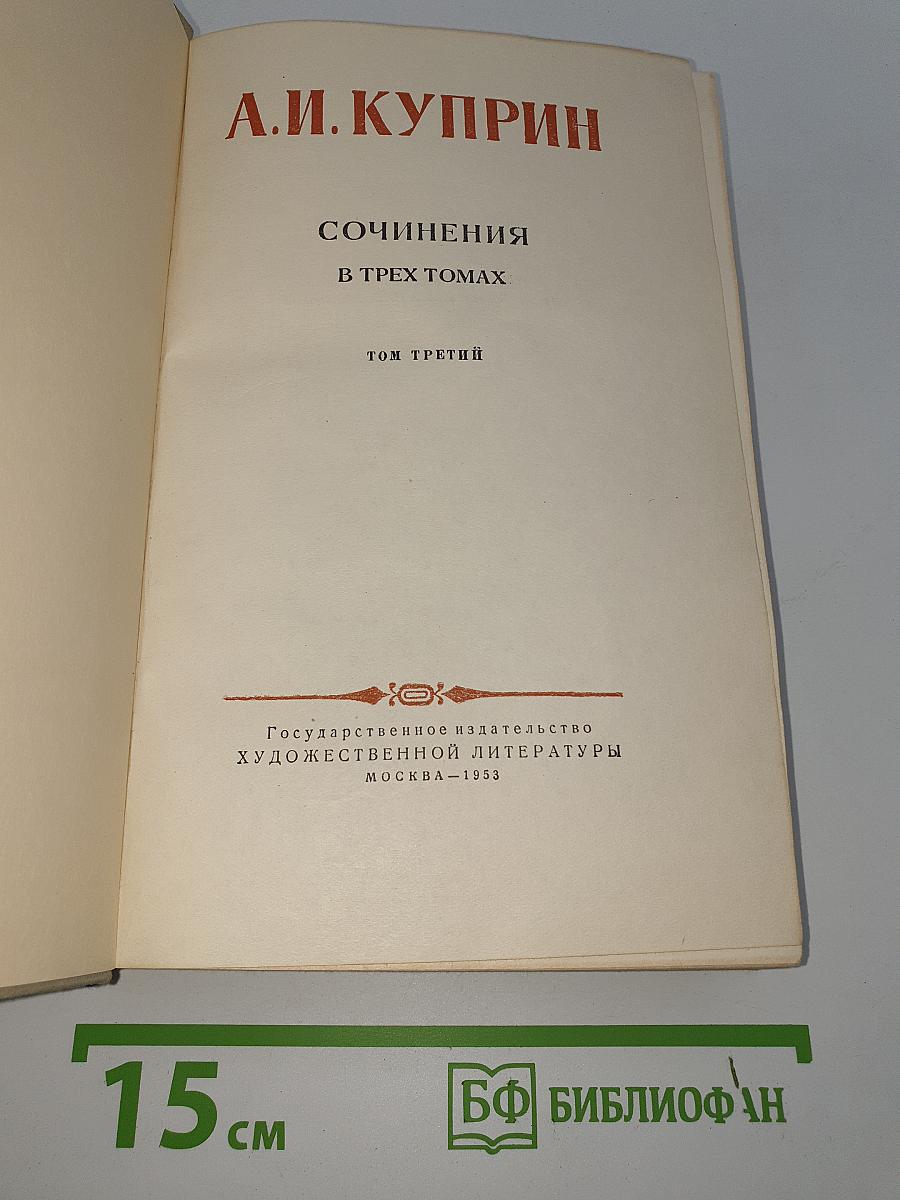 А.И.КУПРИН
СОЧИНЕНИЯ
В ТРЕХ ТОМАХ
ТОМ ТРЕТИЙ
Государственное издательство
ХУДОЖЕСТВЕННОЙ ЛИТЕРАТУРЫ
МОСКВА—1953
15 см
БФ БИБЛИОФАН